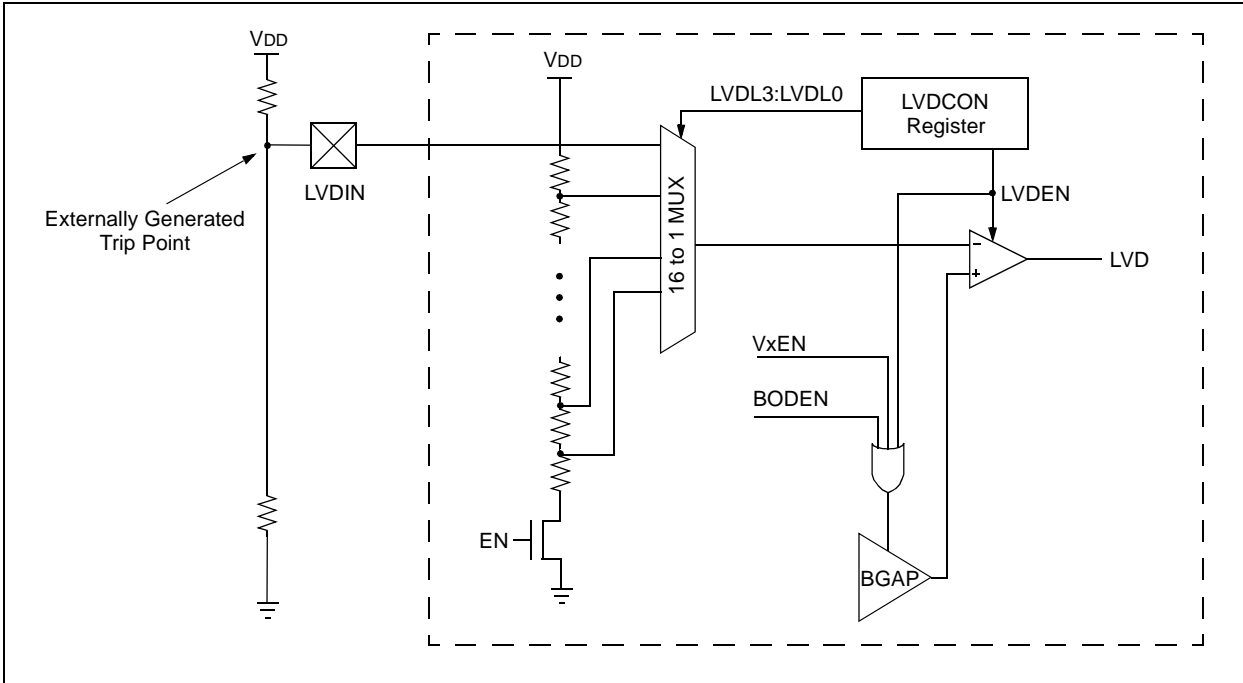 VDD
VDD
LVDL3:LVDL0
LVDCON
Register
LVDIN
16 to 1 MUX
LVDEN
Externally Generated
Trip Point
-
+
LVD
VxEN
BODEN
EN
BGAP